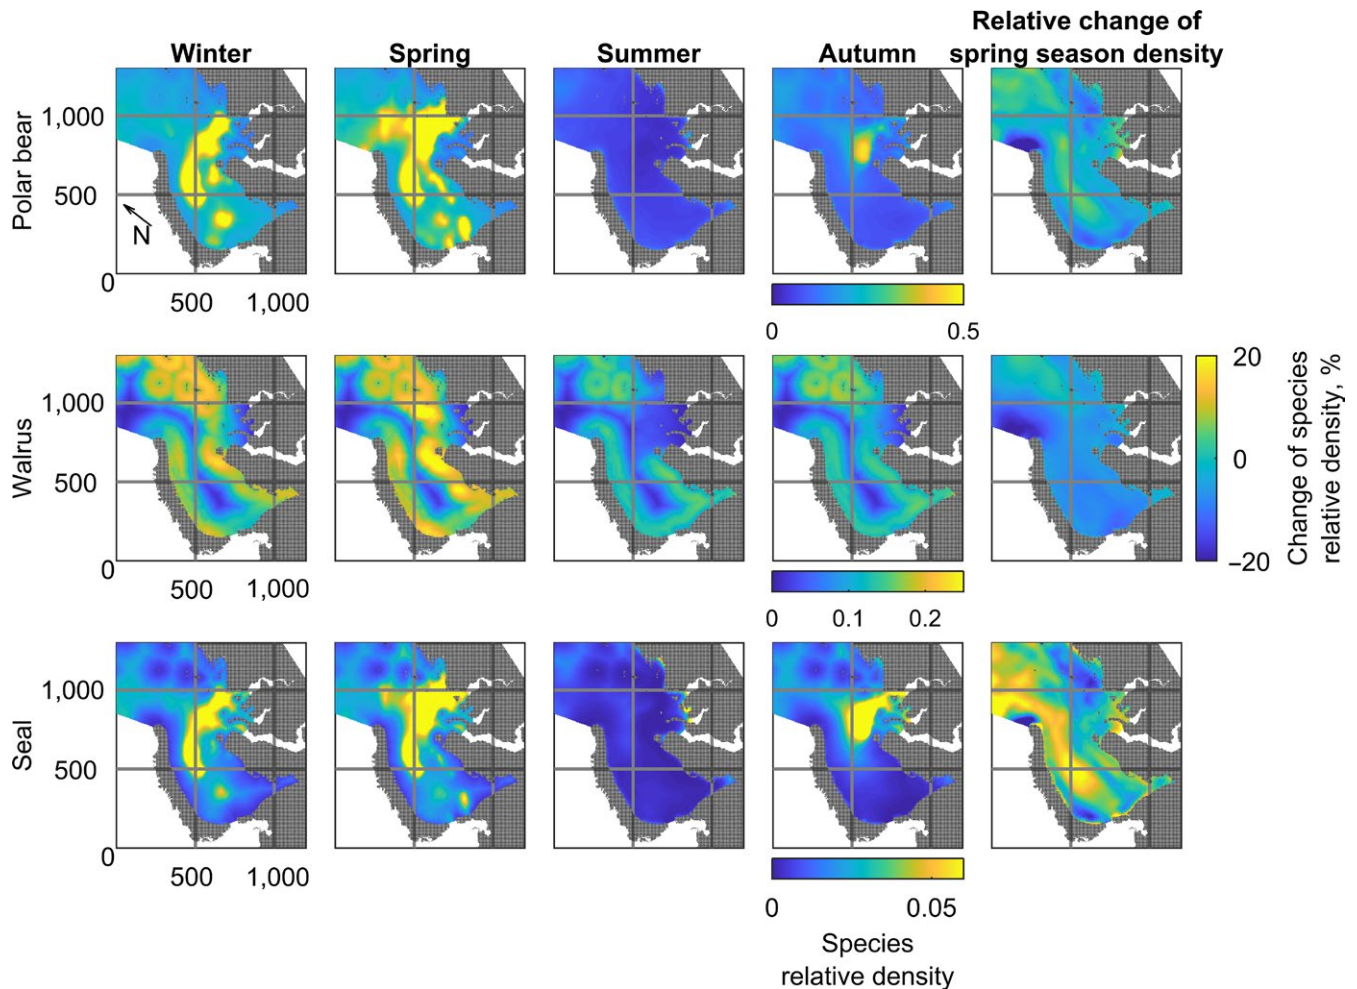 Relative change of
spring season density
Winter
Spring
Summer
Autumn
Polar bear
1,000
500
0
N
500
1,000
0
0.5
Walrus
1,000
500
0
500
1,000
0
0.1
0.2
20
0
−20
Change of species
relative density, %
Seal
1,000
500
0
500
1,000
0
0.05
Species
relative density